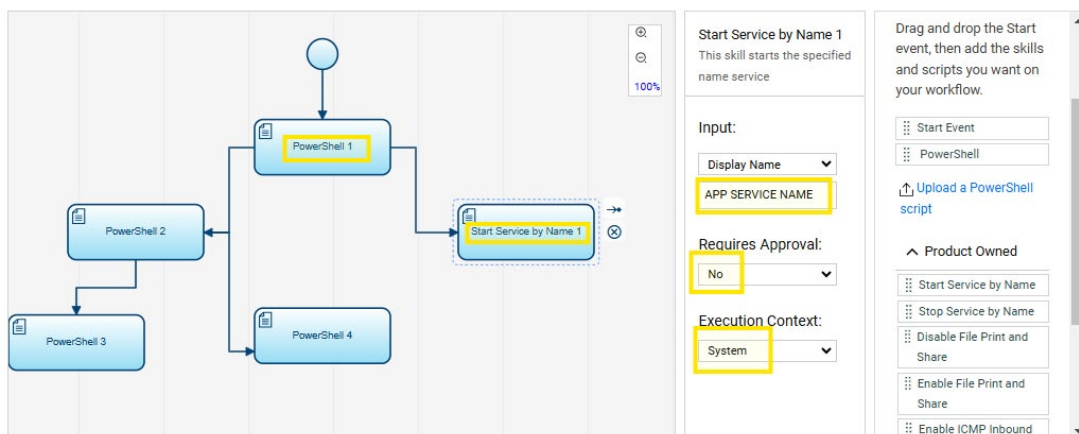 100%
PowerShell 1
PowerShell 2
Start Service by Name 1
PowerShell 3
PowerShell 4
Start Service by Name 1
This skill starts the specified
name service
Input:
Display Name
APP SERVICE NAME
Requires Approval:
No
Execution Context:
System
Drag and drop the Start
event, then add the skills
and scripts you want on
your workflow.
Start Event
PowerShell
Upload a PowerShell
script
Product Owned
Start Service by Name
Stop Service by Name
Disable File Print and
Share
Enable File Print and
Share
Enable ICMP Inbound